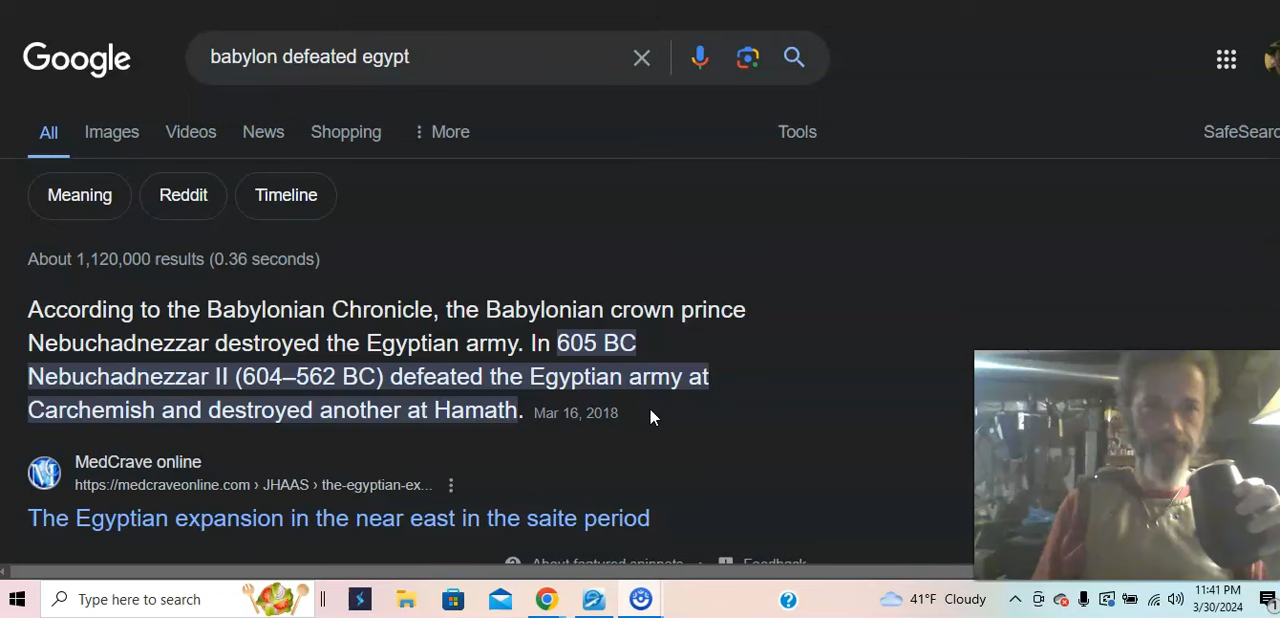 Google
babylon defeated egypt
All Images Videos News Shopping More Tools
Meaning Reddit Timeline
About 1,120,000 results (0.36 seconds)
According to the Babylonian Chronicle, the Babylonian crown prince
Nebuchadnezzar destroyed the Egyptian army. In 605 BC
Nebuchadnezzar II (604–562 BC) defeated the Egyptian army at
Carchemish and destroyed another at Hamath. Mar 16, 2018
MedCrave online
https://medcraveonline.com › JHAAS › the-egyptian-ex...
The Egyptian expansion in the near east in the saite period
About featured snippets Feedback
Type here to search
41°F Cloudy
11:41 PM
3/30/2024